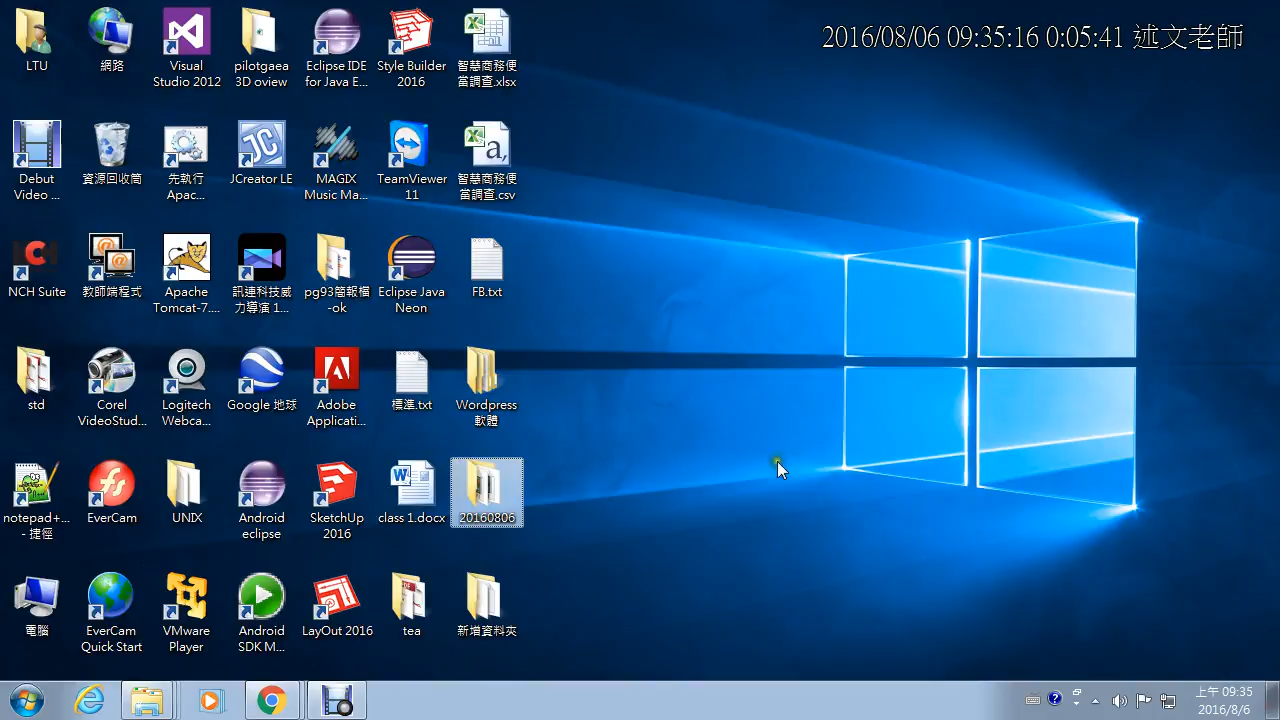 2016/08/06 09:35:16 0:05:41 述文老師
LTU
網路
Visual
Studio 2012
pilotgaea
3D oview
Eclipse IDE
for Java E...
Style Builder
2016
智慧商務便
當調查.xlsx
Debut
Video ...
資源回收筒
先執行
Apac...
JCreator LE
MAGIX
Music Ma...
TeamViewer
11
智慧商務便
當調查.csv
NCH Suite
教師端程式
Apache
Tomcat-7....
訊連科技威
力導演 1...
pg93簡報檔
-ok
Eclipse Java
Neon
FB.txt
std
Corel
VideoStud...
Logitech
Webca...
Google 地球
Adobe
Applicati...
標準.txt
Wordpress
軟體
notepad+...
- 捷徑
EverCam
UNIX
Android
eclipse
SketchUp
2016
class 1.docx
20160806
電腦
EverCam
Quick Start
VMware
Player
Android
SDK M...
LayOut 2016
tea
新增資料夾
上午 09:35
2016/8/6